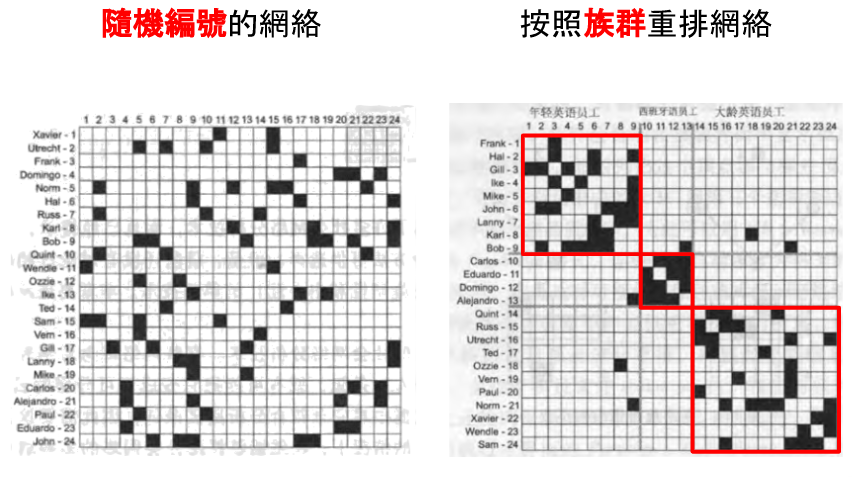 隨機編號的網絡
按照族群重排網絡
1 2 3 4 5 6 7 8 9 10 11 12 13 14 15 16 17 18 19 20 21 22 23 24
Xavier - 1
Utrecht - 2
Frank - 3
Domingo - 4
Norm - 5
Hal - 6
Russ - 7
Karl - 8
Bob - 9
Quint - 10
Wendle - 11
Ozzie - 12
Ike - 13
Ted - 14
Sam - 15
Vern - 16
Gill - 17
Lanny - 18
Mike - 19
Carlos - 20
Alejandro - 21
Paul - 22
Eduardo - 23
John - 24
年轻英语员工 西班牙语员工 大龄英语员工
1 2 3 4 5 6 7 8 9 10 11 12 13 14 15 16 17 18 19 20 21 22 23 24
Frank - 1
Hal - 2
Gill - 3
Ike - 4
Mike - 5
John - 6
Lanny - 7
Karl - 8
Bob - 9
Carlos - 10
Eduardo - 11
Domingo - 12
Alejandro - 13
Quint - 14
Russ - 15
Utrecht - 16
Ted - 17
Ozzie - 18
Vern - 19
Paul - 20
Norm - 21
Xavier - 22
Wendle - 23
Sam - 24